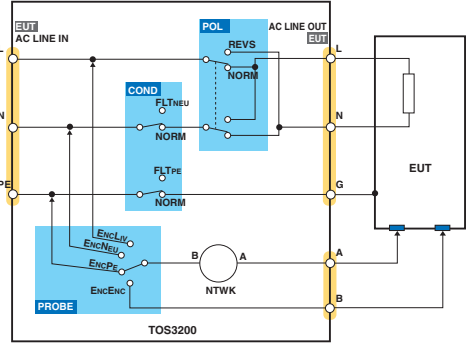 EUT
AC LINE IN
POL
AC LINE OUT
EUT
L
REVS
NORM
L
COND
FLTNEU
N
NORM
N
EUT
FLTPE
PE
NORM
G
ENCLIV
ENCNEU
ENCPE
ENCENC
B
A
NTWK
A
B
PROBE
TOS3200